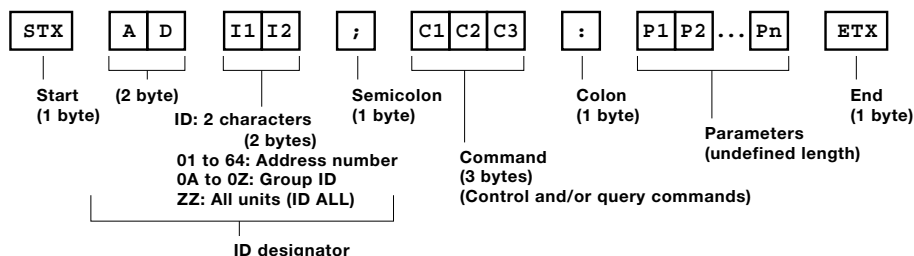 STX A D I1 I2 ; C1 C2 C3 : P1 P2 ... Pn ETX
Start
(1 byte)
(2 byte)
ID: 2 characters
(2 bytes)
01 to 64: Address number
0A to 0Z: Group ID
ZZ: All units (ID ALL)
ID designator
Semicolon
(1 byte)
Command
(3 bytes)
(Control and/or query commands)
Colon
(1 byte)
Parameters
(undefined length)
End
(1 byte)